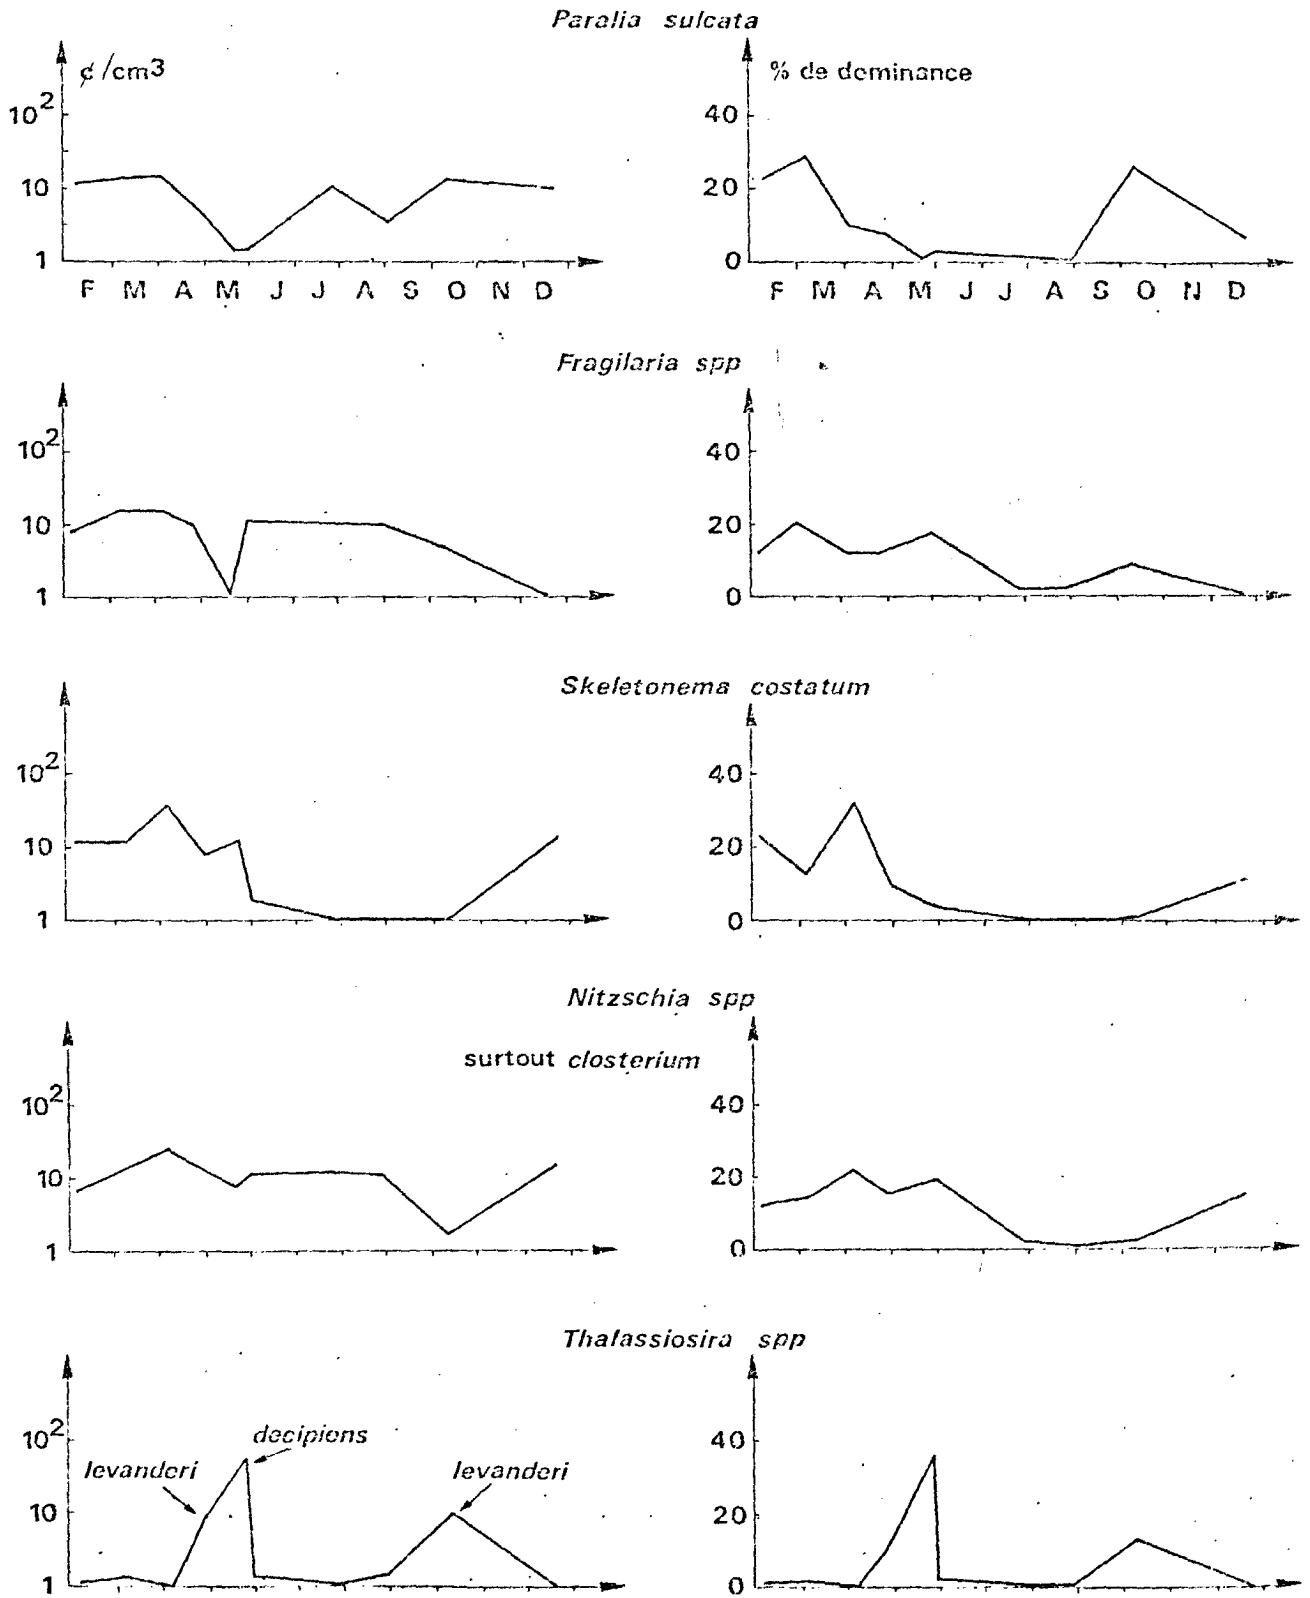 Paralia sulcata
¢/cm3
% de dominance
10²
10
1
F M A M J J A S O N D
40
20
0
F M A M J J A S O N D
Fragilaria spp
10²
10
1
40
20
0
Skeletonema costatum
10²
10
1
40
20
0
Nitzschia spp
surtout closterium
10²
10
1
40
20
0
Thalassiosira spp
10²
10
1
levanderi
decipiens
levanderi
40
20
0